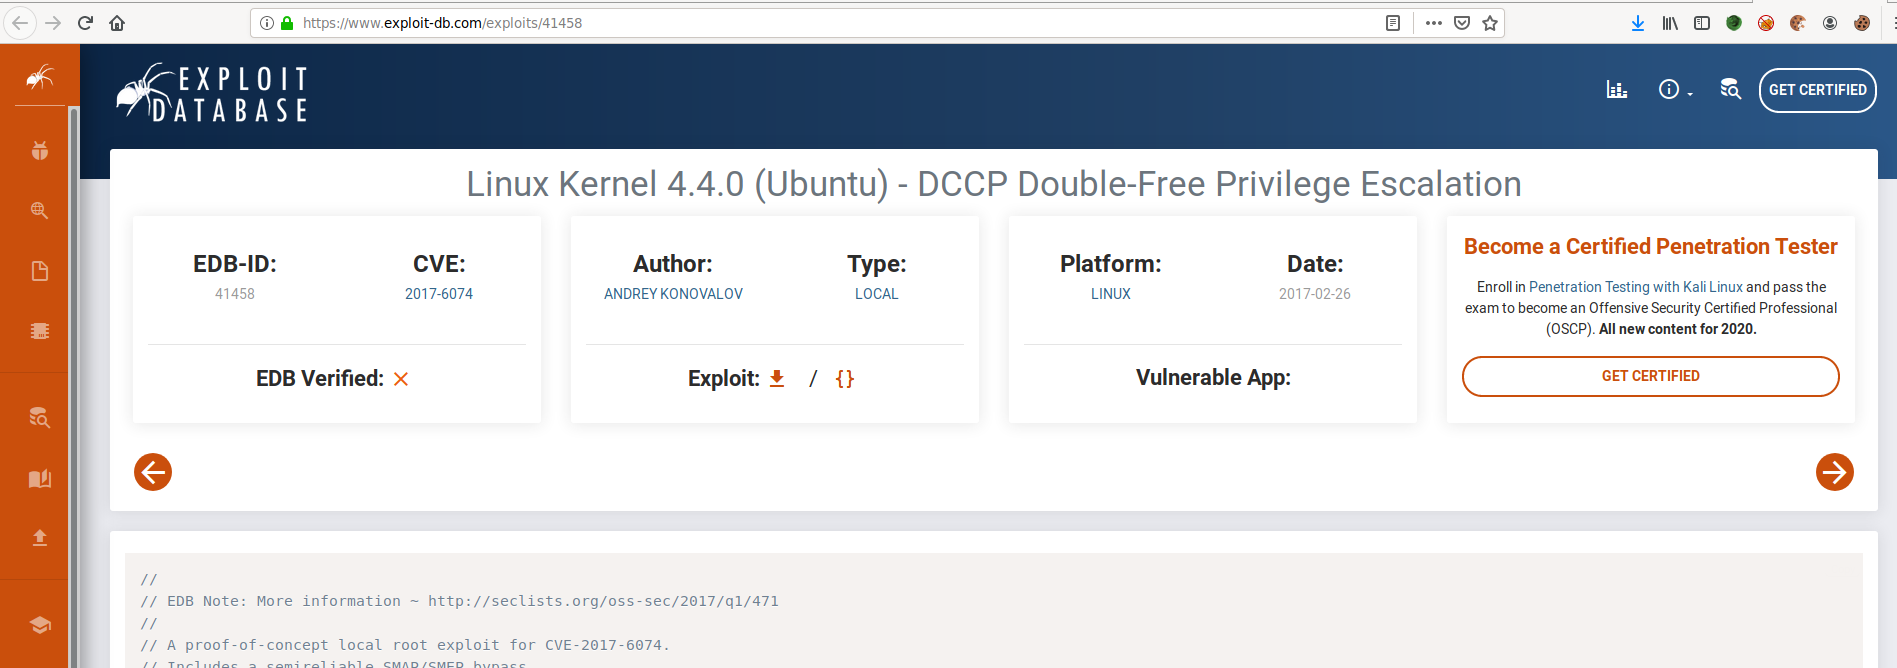 https://www.exploit-db.com/exploits/41458
EXPLOIT
DATABASE
GET CERTIFIED
Linux Kernel 4.4.0 (Ubuntu) - DCCP Double-Free Privilege Escalation
EDB-ID:
41458
CVE:
2017-6074
EDB Verified: ×
Author:
ANDREY KONOVALOV
Type:
LOCAL
Exploit: / {}
Platform:
LINUX
Date:
2017-02-26
Vulnerable App:
Become a Certified Penetration Tester
Enroll in Penetration Testing with Kali Linux and pass the
exam to become an Offensive Security Certified Professional
(OSCP). All new content for 2020.
GET CERTIFIED
//
// EDB Note: More information ~ http://seclists.org/oss-sec/2017/q1/471
//
// A proof-of-concept local root exploit for CVE-2017-6074.
// Includes a semireliable SMAP/SMEP bypass.